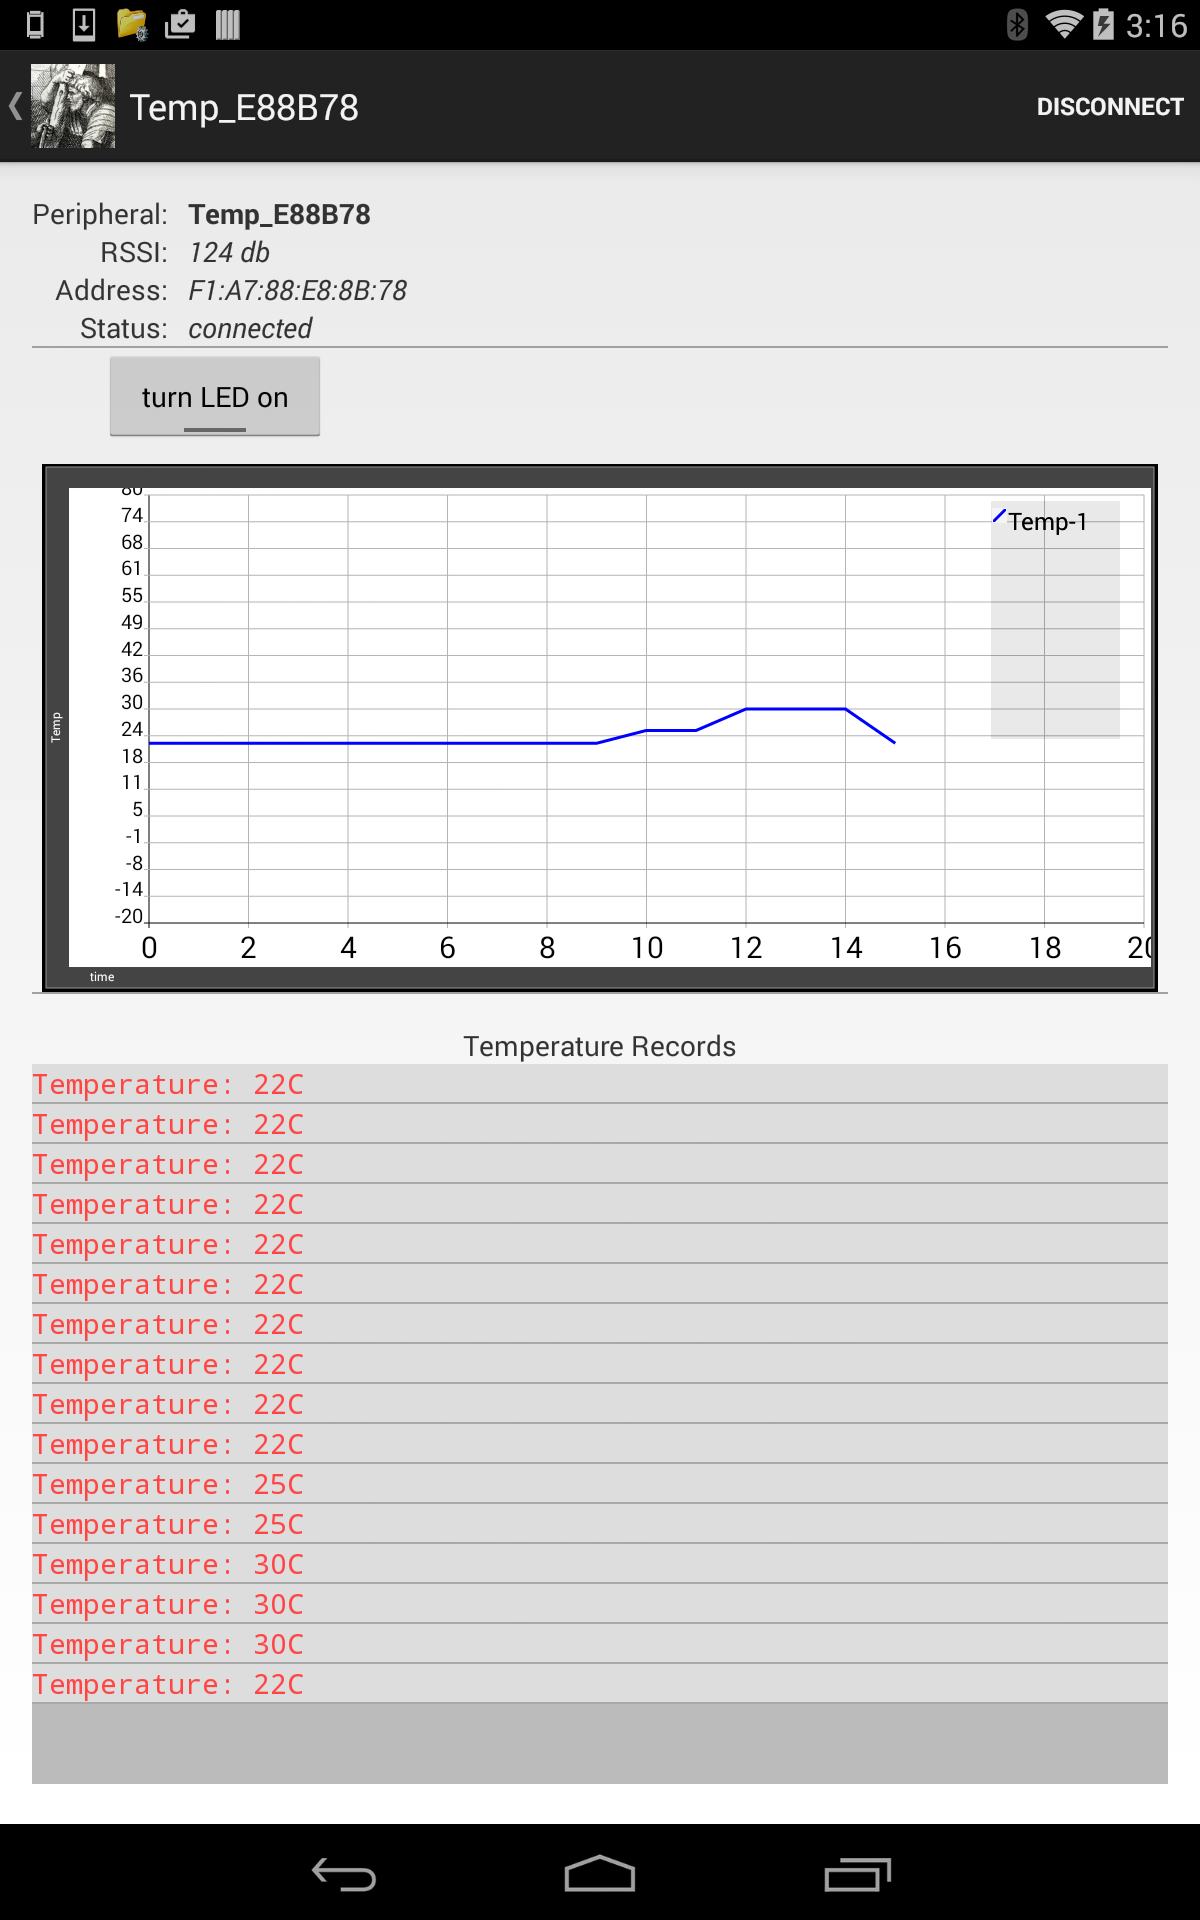 3:16
Temp_E88B78 DISCONNECT
Peripheral: Temp_E88B78
RSSI: 124 db
Address: F1:A7:88:E8:8B:78
Status: connected
turn LED on
80
74
68
61
55
49
42
36
30
24
18
11
5
-1
-8
-14
-20
Temp-1
Temp
0 2 4 6 8 10 12 14 16 18 20
time
Temperature Records
Temperature: 22C
Temperature: 22C
Temperature: 22C
Temperature: 22C
Temperature: 22C
Temperature: 22C
Temperature: 22C
Temperature: 22C
Temperature: 22C
Temperature: 22C
Temperature: 25C
Temperature: 25C
Temperature: 30C
Temperature: 30C
Temperature: 30C
Temperature: 22C